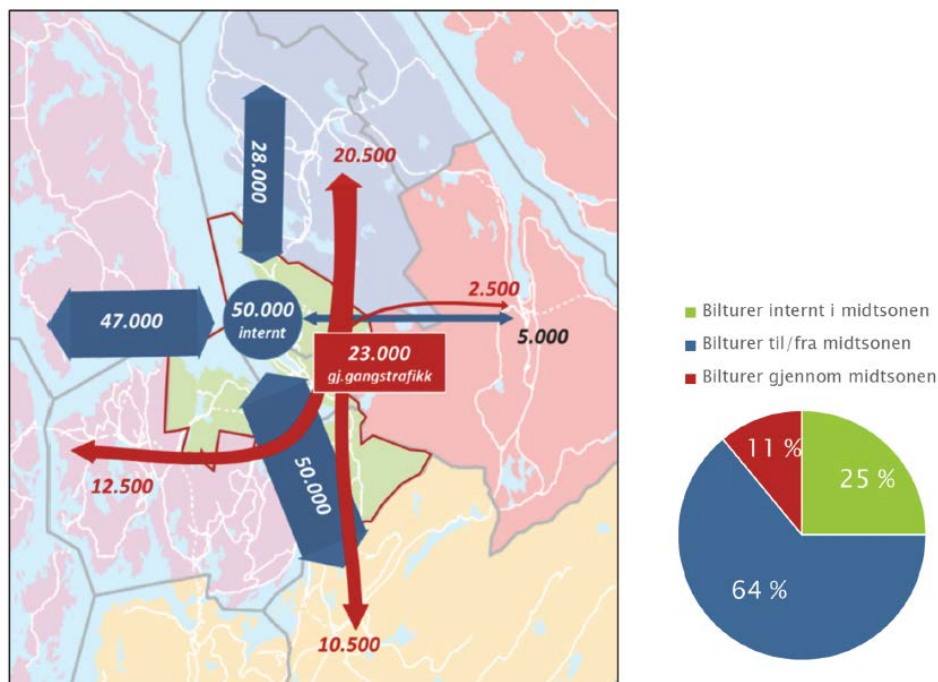 28.000
20.500
2.500
47.000
50.000
internt
5.000
23.000
gj.gangstrafikk
50.000
12.500
10.500
Bilturer internt i midtsonen
Bilturer til/fra midtsonen
Bilturer gjennom midtsonen
11 %
25 %
64 %